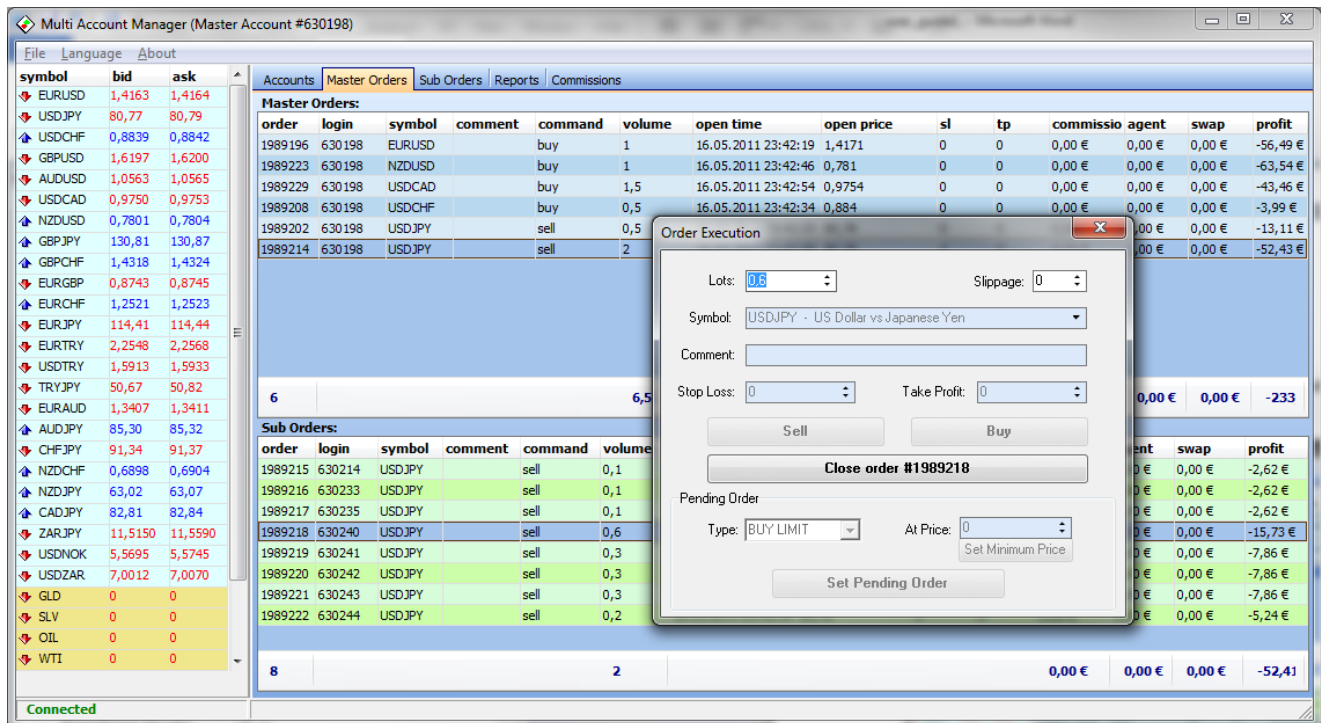 Multi Account Manager (Master Account #630198)
File Language About
symbol bid ask
EURUSD 1,4163 1,4164
USDJPY 80,77 80,79
USDCHF 0,8839 0,8842
GBPUSD 1,6197 1,6200
AUDUSD 1,0563 1,0565
USDCAD 0,9750 0,9753
NZDUSD 0,7801 0,7804
GBPJPY 130,81 130,87
GBPCHF 1,4318 1,4324
EURGBP 0,8743 0,8745
EURCHF 1,2521 1,2523
EURJPY 114,41 114,44
EURTRY 2,2548 2,2568
USDTRY 1,5913 1,5933
TRYJPY 50,67 50,82
EURAUD 1,3407 1,3411
AUDJPY 85,30 85,32
CHFJPY 91,34 91,37
NZDCHF 0,6898 0,6904
NZDJPY 63,02 63,07
CADJPY 82,81 82,84
ZARJPY 11,5150 11,5590
USDNOK 5,5695 5,5745
USDZAR 7,0012 7,0070
GLD 0 0
SLV 0 0
OIL 0 0
WTI 0 0
Connected
Accounts Master Orders Sub Orders Reports Commissions
Master Orders:
order login symbol comment command volume open time open price sl tp commissio agent swap profit
1989196 630198 EURUSD buy 1 16.05.2011 23:42:19 1,4171 0 0 0,00 € 0,00 € 0,00 € -56,49 €
1989223 630198 NZDUSD buy 1 16.05.2011 23:42:46 0,781 0 0 0,00 € 0,00 € 0,00 € -63,54 €
1989229 630198 USDCAD buy 1,5 16.05.2011 23:42:54 0,9754 0 0 0,00 € 0,00 € 0,00 € -43,46 €
1989208 630198 USDCHF buy 0,5 16.05.2011 23:42:34 0,884 0 0 0,00 € 0,00 € 0,00 € -3,99 €
1989202 630198 USDJPY sell 0,5 ,00 € 0,00 € -13,11 €
1989214 630198 USDJPY sell 2 ,00 € 0,00 € -52,43 €
6 6,5 0,00 € 0,00 € -233
Sub Orders:
order login symbol comment command volume ent swap profit
1989215 630214 USDJPY sell 0,1 0 € 0,00 € -2,62 €
1989216 630233 USDJPY sell 0,1 0 € 0,00 € -2,62 €
1989217 630235 USDJPY sell 0,1 0 € 0,00 € -2,62 €
1989218 630240 USDJPY sell 0,6 0 € 0,00 € -15,73 €
1989219 630241 USDJPY sell 0,3 0 € 0,00 € -7,86 €
1989220 630242 USDJPY sell 0,3 0 € 0,00 € -7,86 €
1989221 630243 USDJPY sell 0,3 0 € 0,00 € -7,86 €
1989222 630244 USDJPY sell 0,2 0 € 0,00 € -5,24 €
8 2 0,00 € 0,00 € 0,00 € -52,41
Order Execution
Lots: 0,6 Slippage: 0
Symbol: USDJPY - US Dollar vs Japanese Yen
Comment:
Stop Loss: 0 Take Profit: 0
Sell Buy
Close order #1989218
Pending Order
Type: BUY LIMIT At Price: 0
Set Minimum Price
Set Pending Order